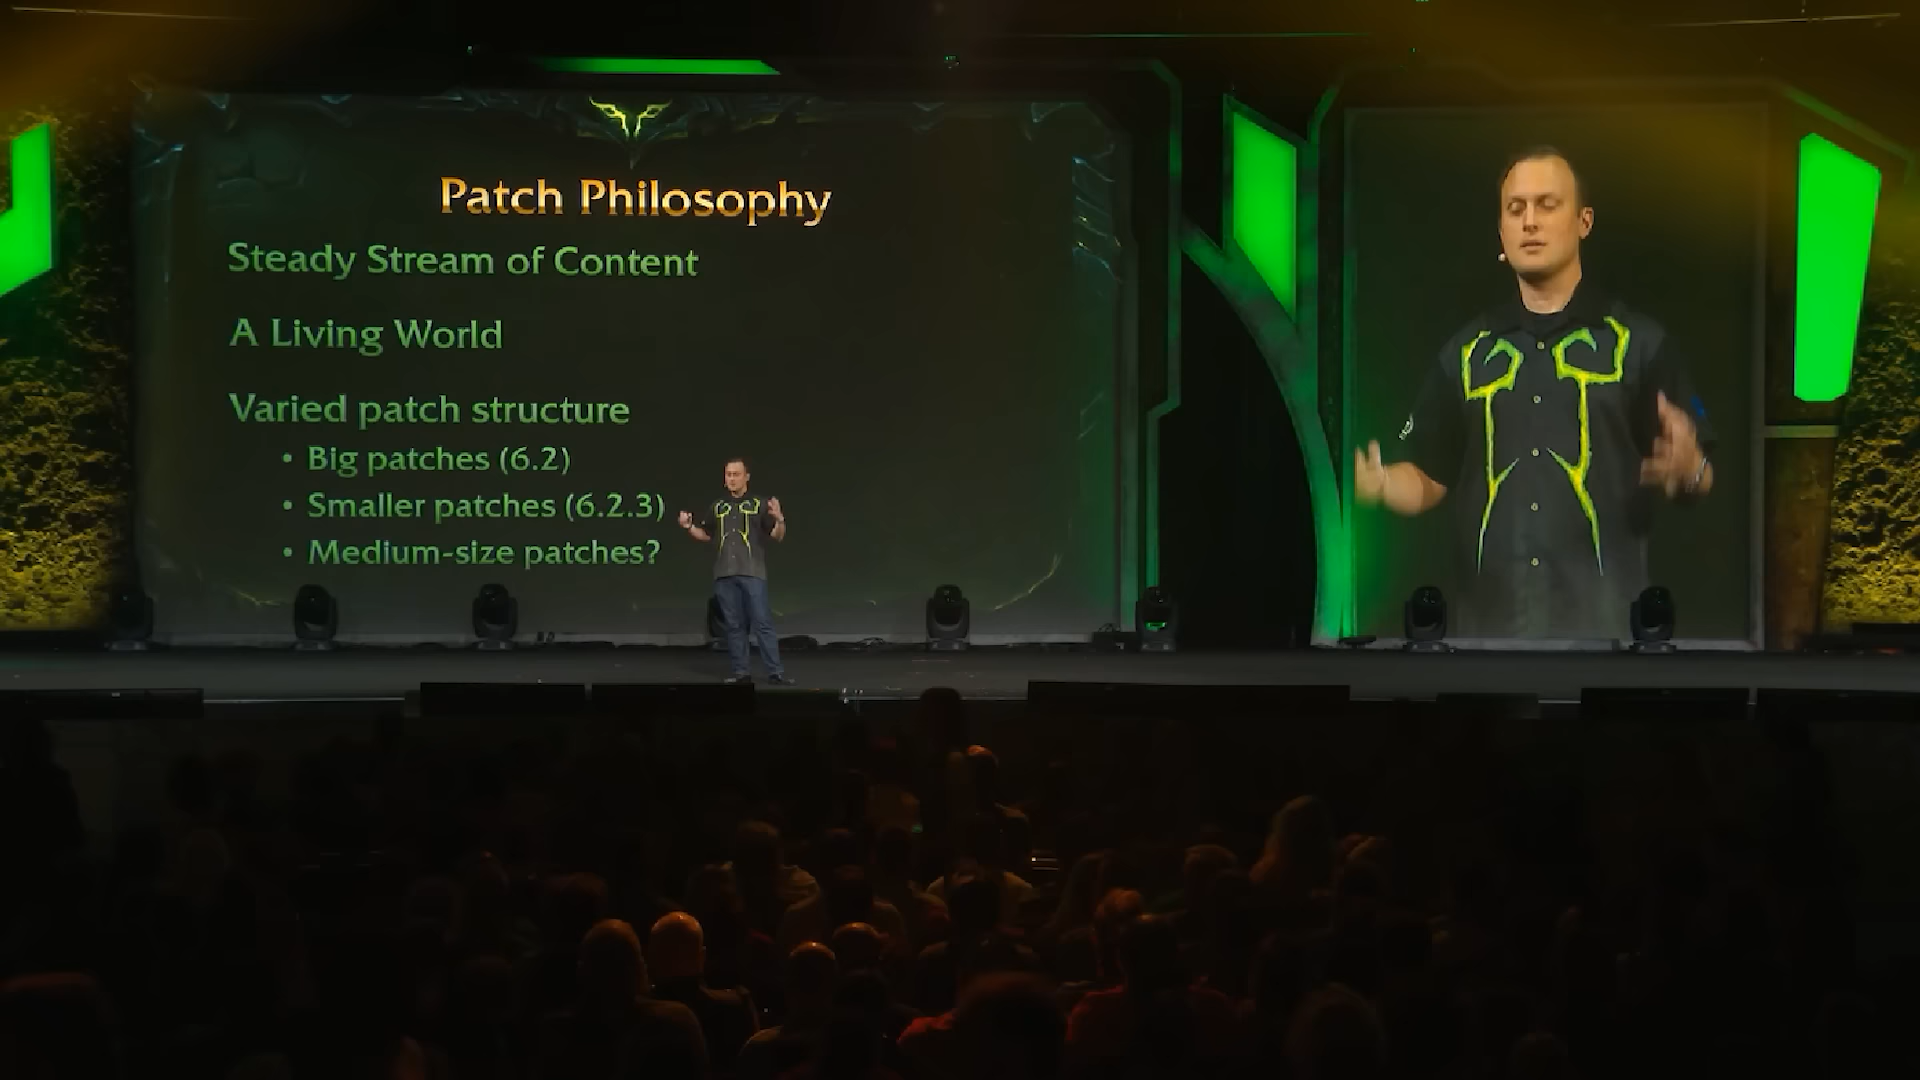 Patch Philosophy
Steady Stream of Content
A Living World
Varied patch structure
• Big patches (6.2)
• Smaller patches (6.2.3)
• Medium-size patches?